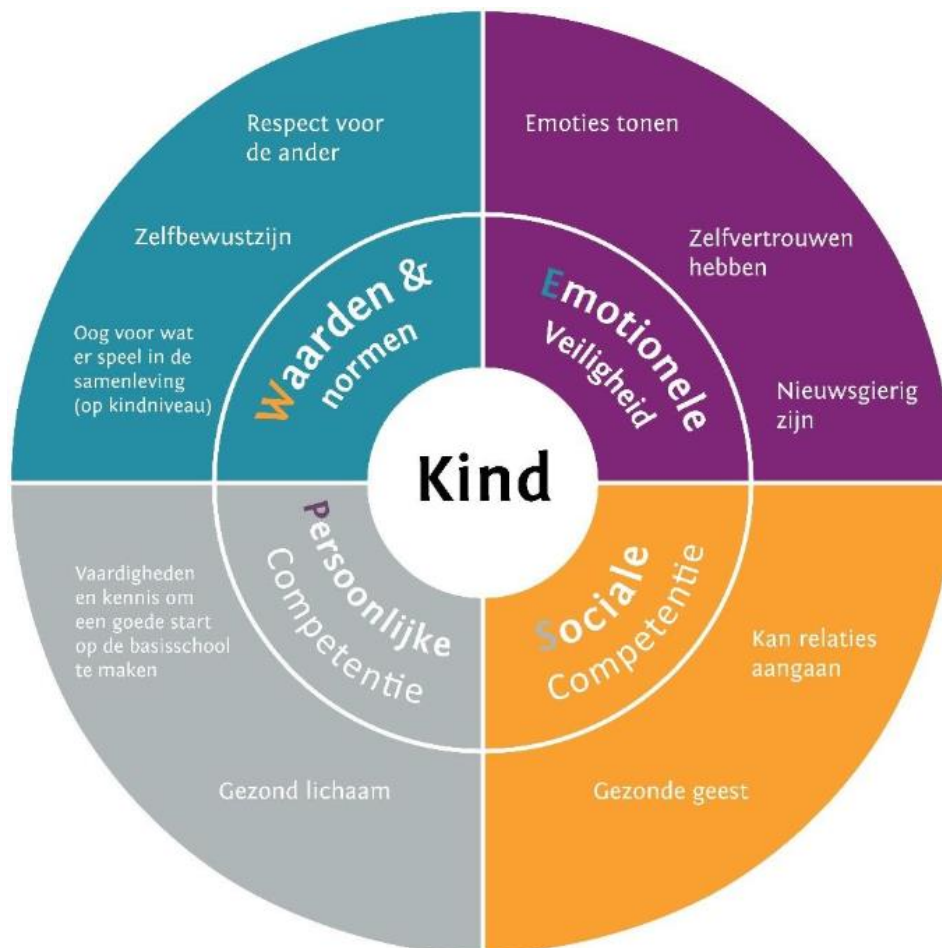 Respect voor
de ander
Zelfbewustzijn
Oog voor wat
er speel in de
samenleving
(op kindniveau)
Waarden &
normen
Emoties tonen
Zelfvertrouwen
hebben
Nieuwsgierig
zijn
Emotionele
Veiligheid
Kind
Persoonlijke
Competentie
Vaardigheden
en kennis om
een goede start
op de basisschool
te maken
Gezond lichaam
Sociale
Competentie
Kan relaties
aangaan
Gezonde geest